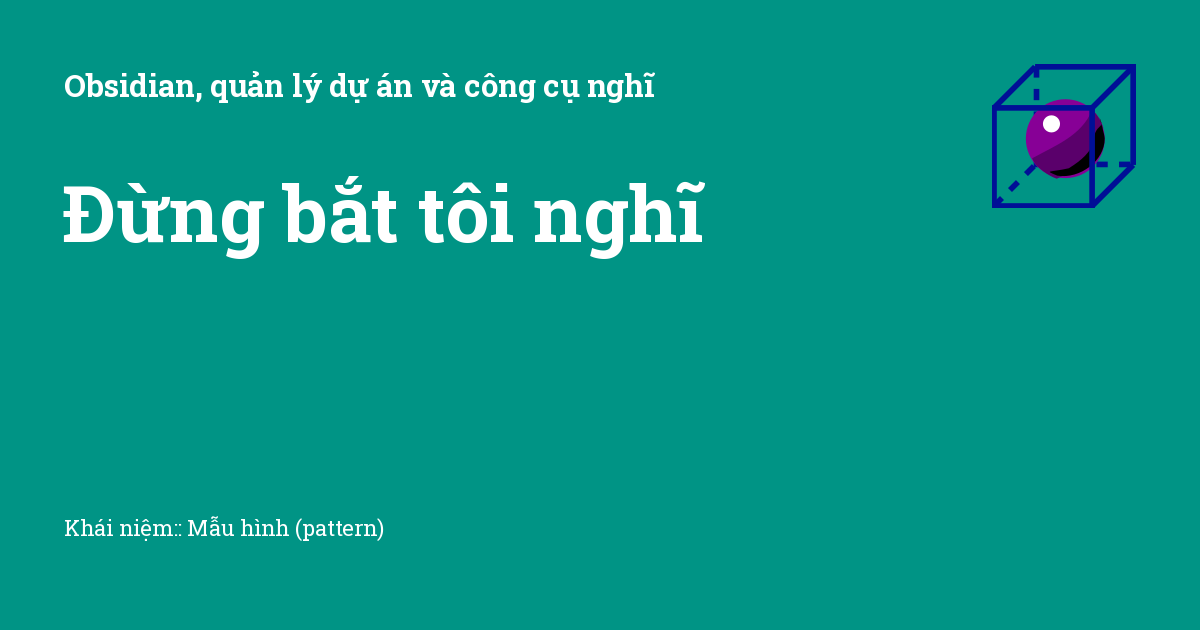 Obsidian, quản lý dự án và công cụ nghĩ
Đừng bắt tôi nghĩ
Khái niệm:: Mẫu hình (pattern)